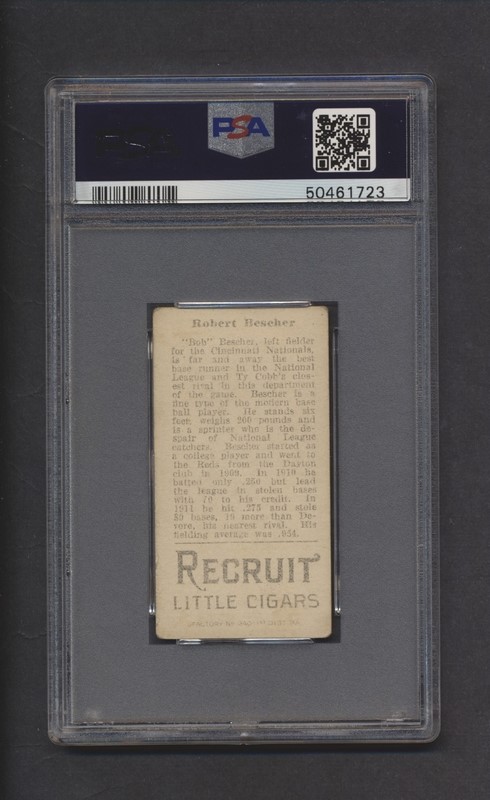 PSA
50461723
Robert Bescher
"Bob" Bescher, left fielder
for the Cincinnati Nationals,
is far and away the best
base runner in the National
League and Ty Cobb's clos-
est rival in this department
of the game. Bescher is a
fine type of the modern base
ball player. He stands six
feet, weighs 200 pounds and
is a sprinter who is the de-
spair of National League
catchers. Bescher started as
a college player and went to
the Reds from the Dayton
club in 1908. In 1910 he
batted only .250 but lead
the league in stolen bases
with 70 to his credit. In
1911 he hit .275 and stole
80 bases, 19 more than De-
vore, his nearest rival. His
fielding average was .954.
RECRUIT
LITTLE CIGARS